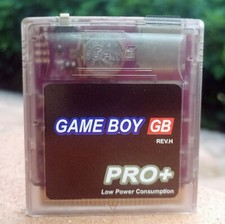 GAME BOY GB
REV.H
PRO+
Low Power Consumption